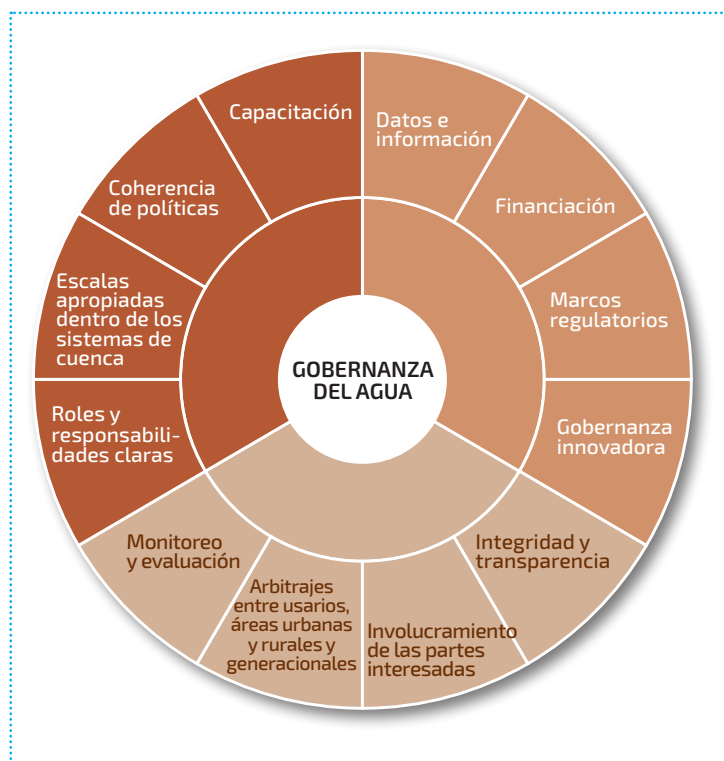 Capacitación
Datos e
información
Financiación
Marcos
regulatorios
Gobernanza
innovadora
Integridad y
transparencia
Involucramiento
de las partes
interesadas
Arbitrajes
entre usarios,
áreas urbanas
y rurales y
generacionales
Monitoreo
y evaluación
Roles y
responsabili-
dades claras
Escalas
apropiadas
dentro de los
sistemas de
cuenca
Coherencia
de políticas
GOBERNANZA
DEL AGUA